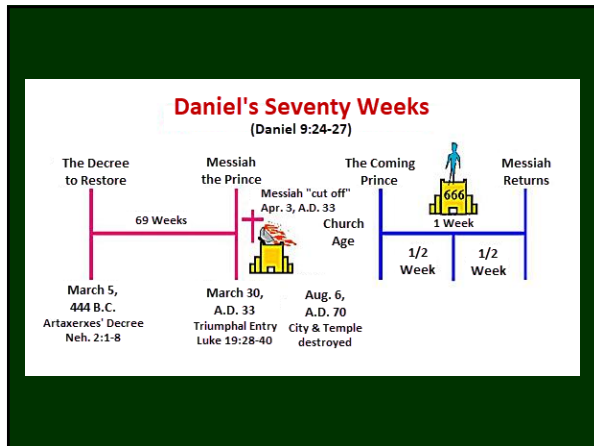 Daniel's Seventy Weeks
(Daniel 9:24-27)
The Decree
to Restore
69 Weeks
March 5,
444 B.C.
Artaxerxes' Decree
Neh. 2:1-8
Messiah
the Prince
Messiah "cut off"
Apr. 3, A.D. 33
March 30,
A.D. 33
Triumphal Entry
Luke 19:28-40
Aug. 6,
A.D. 70
City & Temple
destroyed
Church
Age
The Coming
Prince
666
1 Week
1/2
Week
1/2
Week
Messiah
Returns